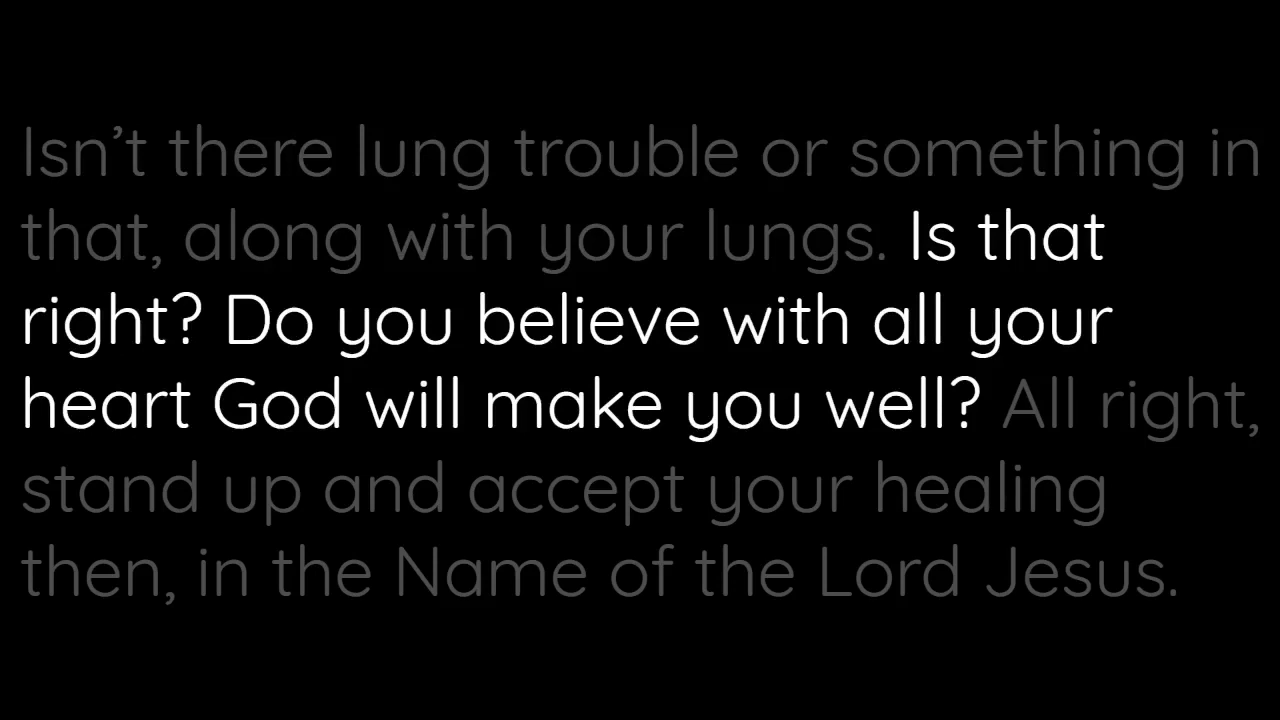 Isn’t there lung trouble or something in
that, along with your lungs. Is that
right? Do you believe with all your
heart God will make you well? All right,
stand up and accept your healing
then, in the Name of the Lord Jesus.